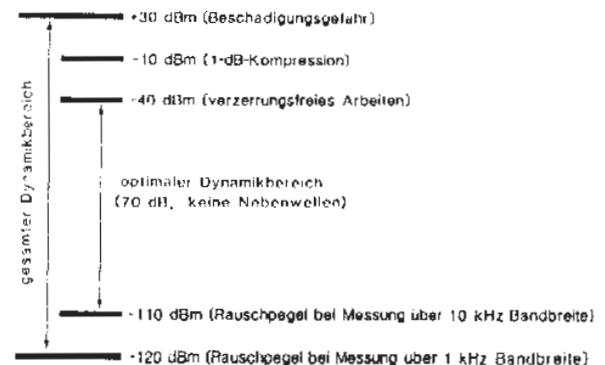 +30 dBm (Beschädigungsgefahr)
-10 dBm (1-dB-Kompression)
-40 dBm (verzerrungsfreies Arbeiten)
gesamter Dynamikbereich
optimaler Dynamikbereich
(70 dB, keine Nebenwellen)
-110 dBm (Rauschpegel bei Messung über 10 kHz Bandbreite)
-120 dBm (Rauschpegel bei Messung über 1 kHz Bandbreite)